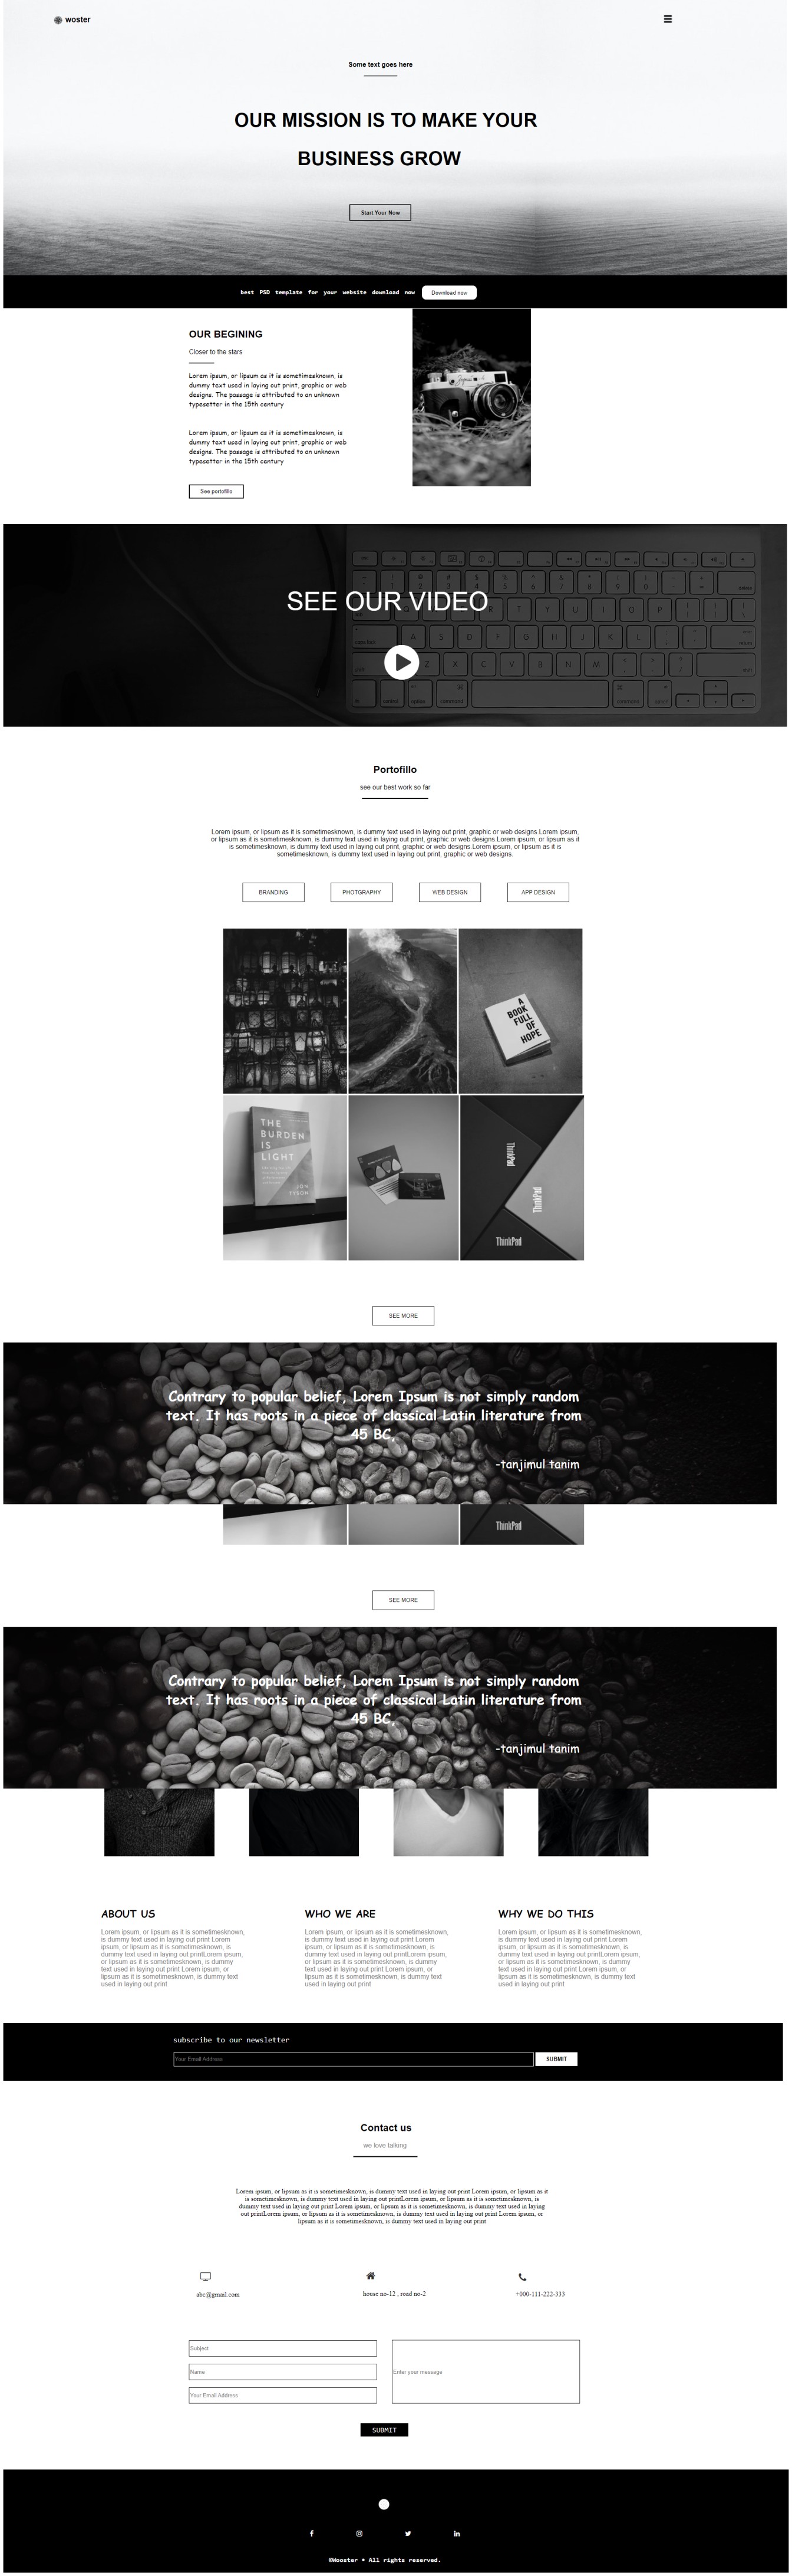 woster
Some text goes here
OUR MISSION IS TO MAKE YOUR
BUSINESS GROW
Start Your Now
best PSD template for your website download now
Download now
OUR BEGINING
Closer to the stars
Lorem ipsum, or lipsum as it is sometimesknown, is
dummy text used in laying out print, graphic or web
designs. The passage is attributed to an unknown
typesetter in the 15th century
Lorem ipsum, or lipsum as it is sometimesknown, is
dummy text used in laying out print, graphic or web
designs. The passage is attributed to an unknown
typesetter in the 15th century
See portofillo
SEE OUR VIDEO
Portofillo
see our best work so far
Lorem ipsum, or lipsum as it is sometimesknown, is dummy text used in laying out print, graphic or web designs Lorem ipsum,
or lipsum as it is sometimesknown, is dummy text used in laying out print, graphic or web designs Lorem ipsum, or lipsum as it
is sometimesknown, is dummy text used in laying out print, graphic or web designs Lorem ipsum, or lipsum as it is
sometimesknown, is dummy text used in laying out print, graphic or web designs.
BRANDING
PHOTGRAPHY
WEB DESIGN
APP DESIGN
A
BOOK
FULL
OF
HOPE
THE
BURDEN
IS
LIGHT
JON
TYSON
ThinkPad
ThinkPad
ThinkPad
SEE MORE
Contrary to popular belief, Lorem Ipsum is not simply random
text. It has roots in a piece of classical Latin literature from
45 BC,
-tanjimul tanim
ThinkPad
SEE MORE
Contrary to popular belief, Lorem Ipsum is not simply random
text. It has roots in a piece of classical Latin literature from
45 BC,
-tanjimul tanim
ABOUT US
Lorem ipsum, or lipsum as it is sometimesknown,
is dummy text used in laying out print Lorem
ipsum, or lipsum as it is sometimesknown, is
dummy text used in laying out printLorem ipsum,
or lipsum as it is sometimesknown, is dummy
text used in laying out print Lorem ipsum, or
lipsum as it is sometimesknown, is dummy text
used in laying out print
WHO WE ARE
Lorem ipsum, or lipsum as it is sometimesknown,
is dummy text used in laying out print Lorem
ipsum, or lipsum as it is sometimesknown, is
dummy text used in laying out printLorem ipsum,
or lipsum as it is sometimesknown, is dummy
text used in laying out print Lorem ipsum, or
lipsum as it is sometimesknown, is dummy text
used in laying out print
WHY WE DO THIS
Lorem ipsum, or lipsum as it is sometimesknown,
is dummy text used in laying out print Lorem
ipsum, or lipsum as it is sometimesknown, is
dummy text used in laying out printLorem ipsum,
or lipsum as it is sometimesknown, is dummy
text used in laying out print Lorem ipsum, or
lipsum as it is sometimesknown, is dummy text
used in laying out print
subscribe to our newsletter
Your Email Address
SUBMIT
Contact us
we love talking
Lorem ipsum, or lipsum as it is sometimesknown, is dummy text used in laying out print Lorem ipsum, or lipsum as it
is sometimesknown, is dummy text used in laying out printLorem ipsum, or lipsum as it is sometimesknown, is
dummy text used in laying out print Lorem ipsum, or lipsum as it is sometimesknown, is dummy text used in laying
out printLorem ipsum, or lipsum as it is sometimesknown, is dummy text used in laying out print Lorem ipsum, or
lipsum as it is sometimesknown, is dummy text used in laying out print
abc@gmail.com
house no-12 , road no-2
+000-111-222-333
Subject
Name
Your Email Address
Enter your message
SUBMIT
©Wooster • All rights reserved.